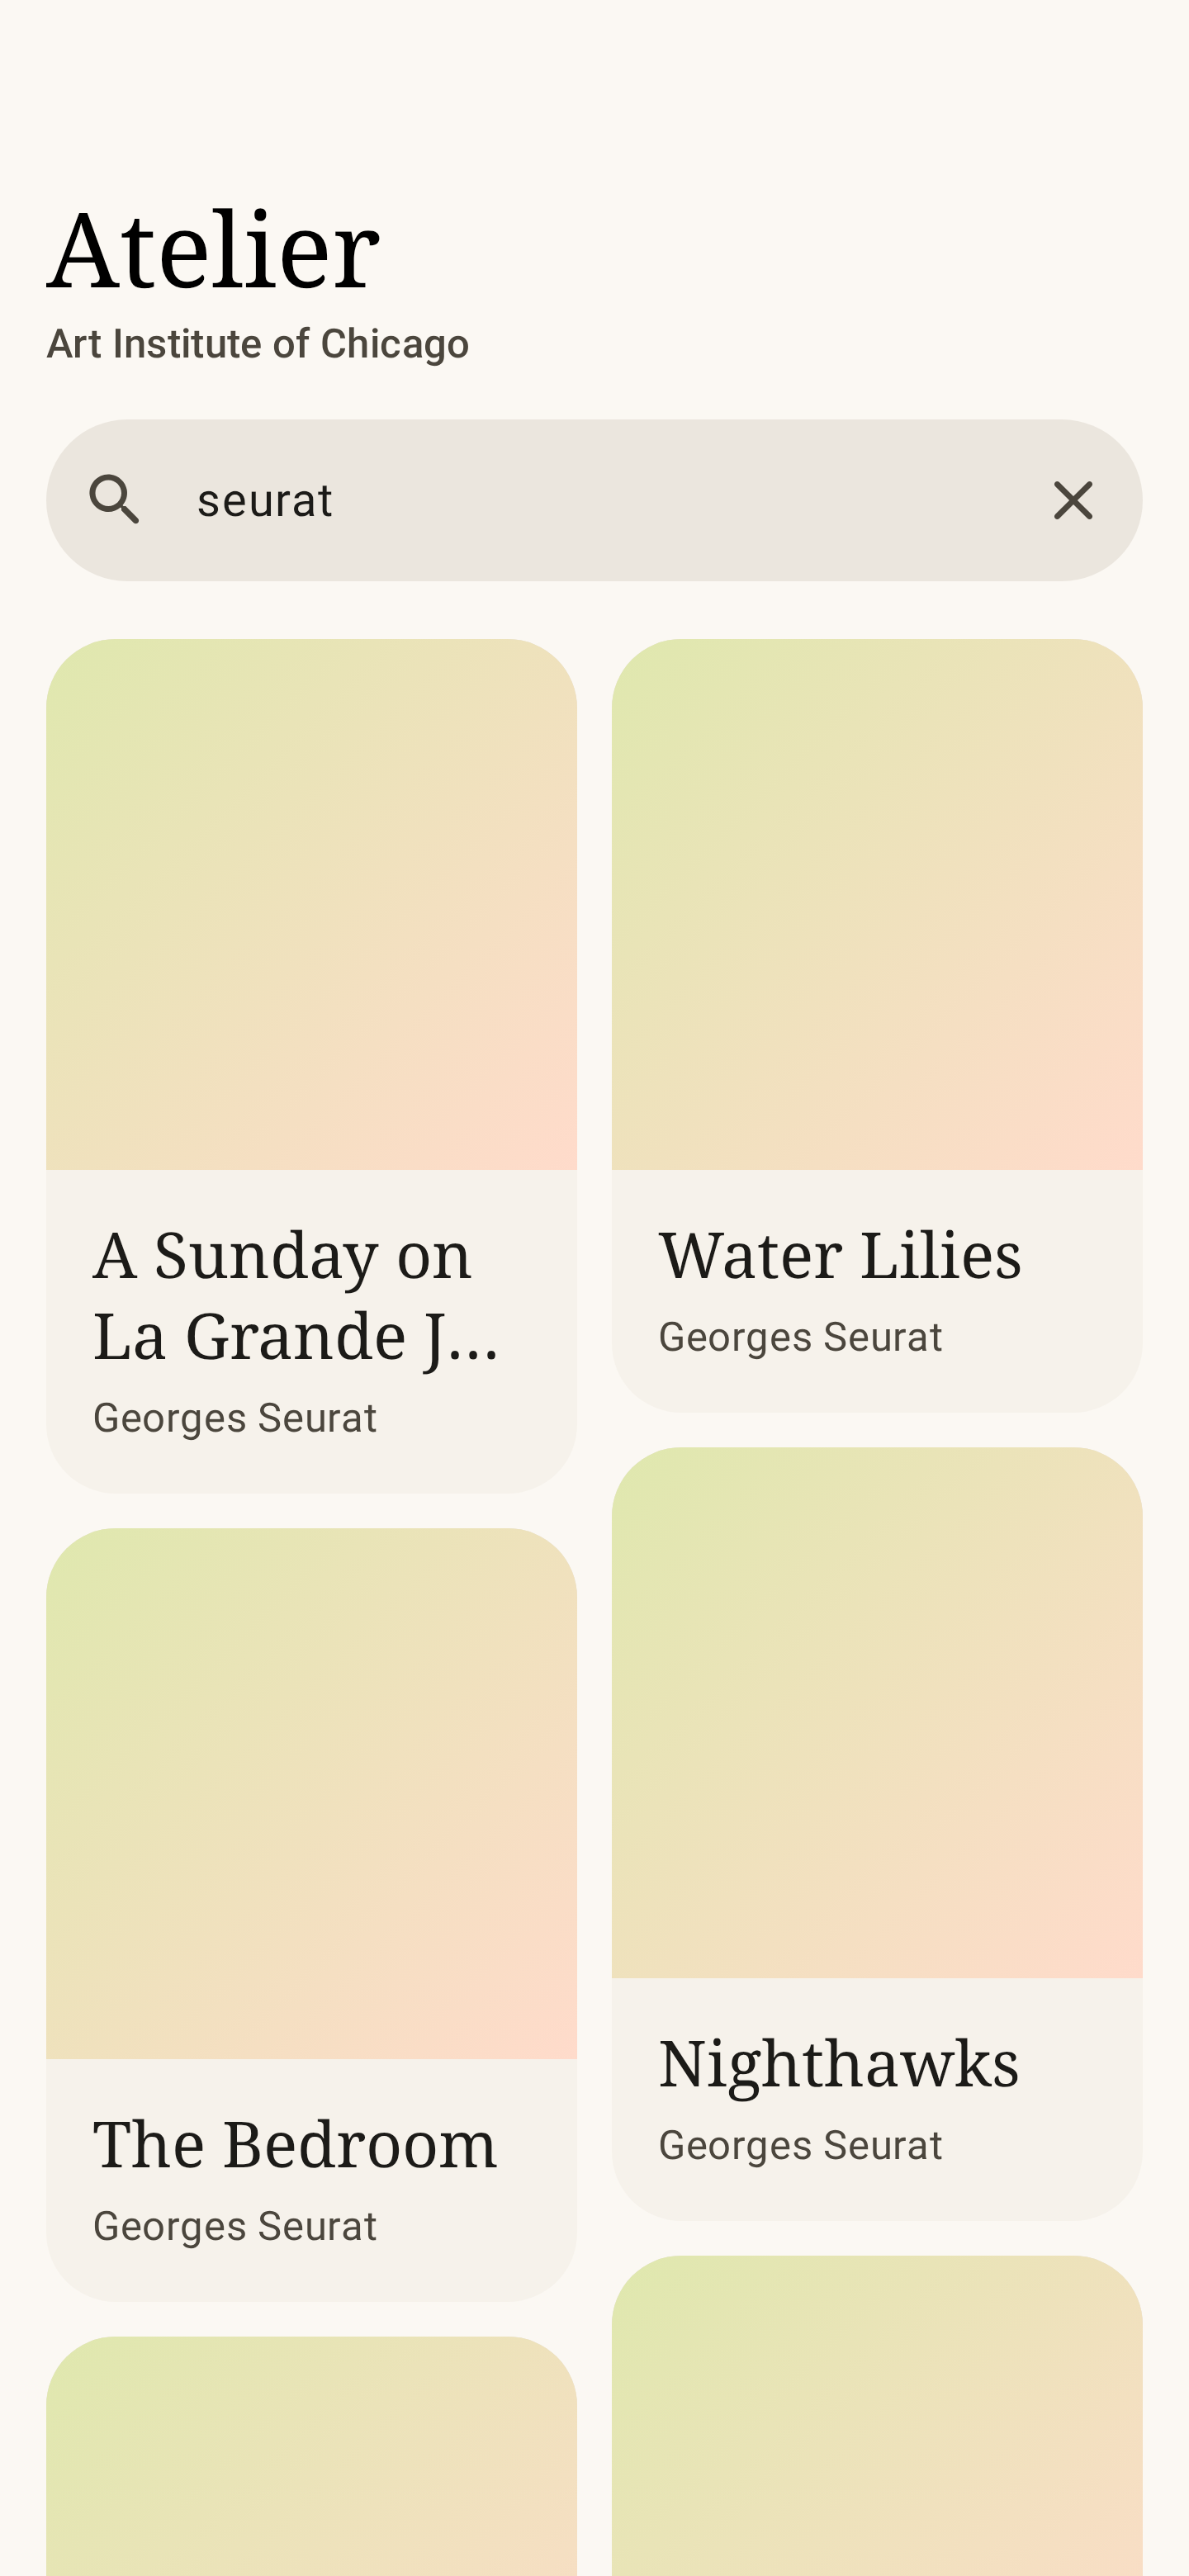 Atelier
Art Institute of Chicago
seurat
A Sunday on
La Grande J...
Georges Seurat
Water Lilies
Georges Seurat
The Bedroom
Georges Seurat
Nighthawks
Georges Seurat